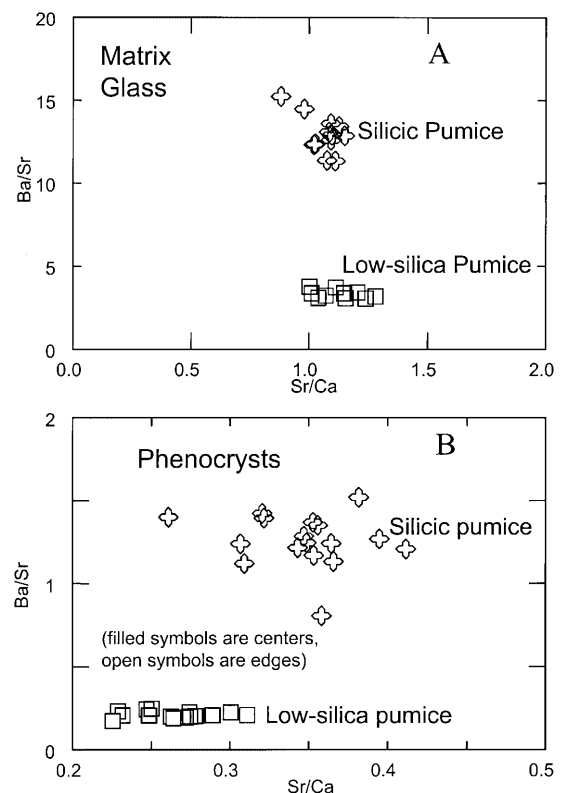 20
Matrix
Glass
A
15
Silicic Pumice
Ba/Sr
10
Low-silica Pumice
5
0
0.0 0.5 1.0 1.5 2.0
Sr/Ca
2
Phenocrysts
B
Silicic pumice
Ba/Sr
1
(filled symbols are centers,
open symbols are edges)
Low-silica pumice
0
0.2 0.3 0.4 0.5
Sr/Ca